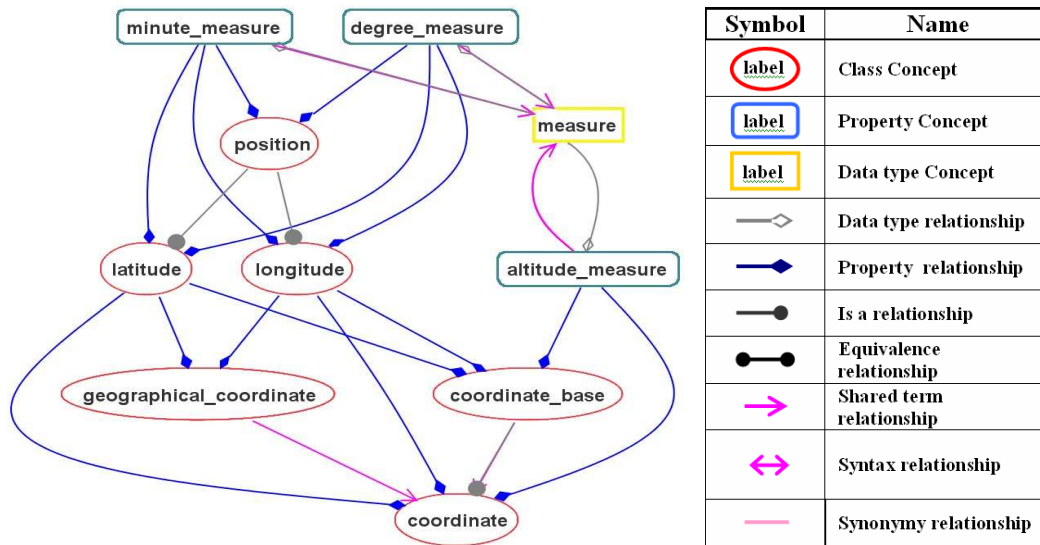 minute_measure
degree_measure
measure
position
latitude
longitude
altitude_measure
geographical_coordinate
coordinate_base
coordinate
Symbol Name
label Class Concept
label Property Concept
label Data type Concept
Data type relationship
Property relationship
Is a relationship
Equivalence
relationship
Shared term
relationship
Syntax relationship
Synonymy relationship